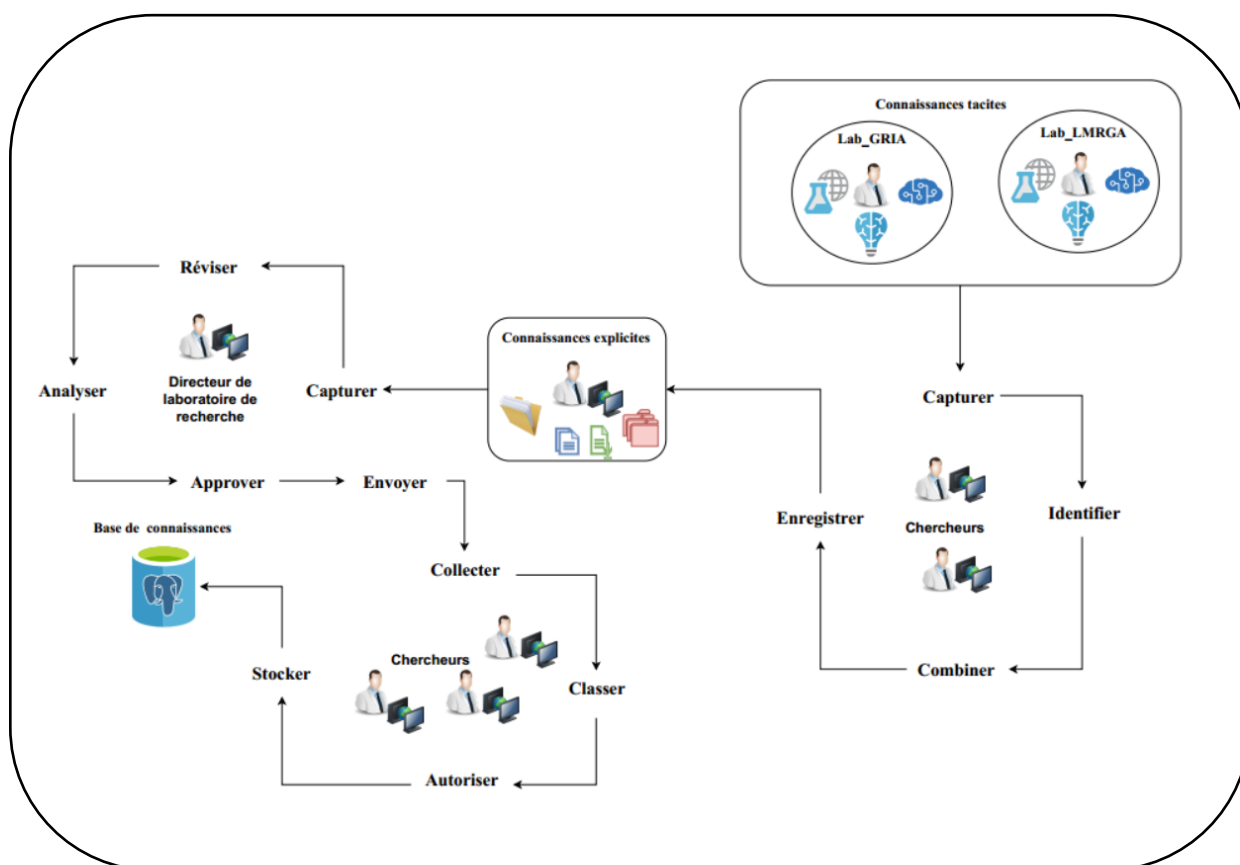 Connaissances tacites
Lab_GRIA
Lab_LMRGA
Réviser
Connaissances explicites
Directeur de
laboratoire de
recherche
Analyser
Capturer
Capturer
Approver
Envoyer
Enregistrer
Chercheurs
Identifier
Base de connaissances
Collecter
Chercheurs
Stocker
Classer
Combiner
Autoriser